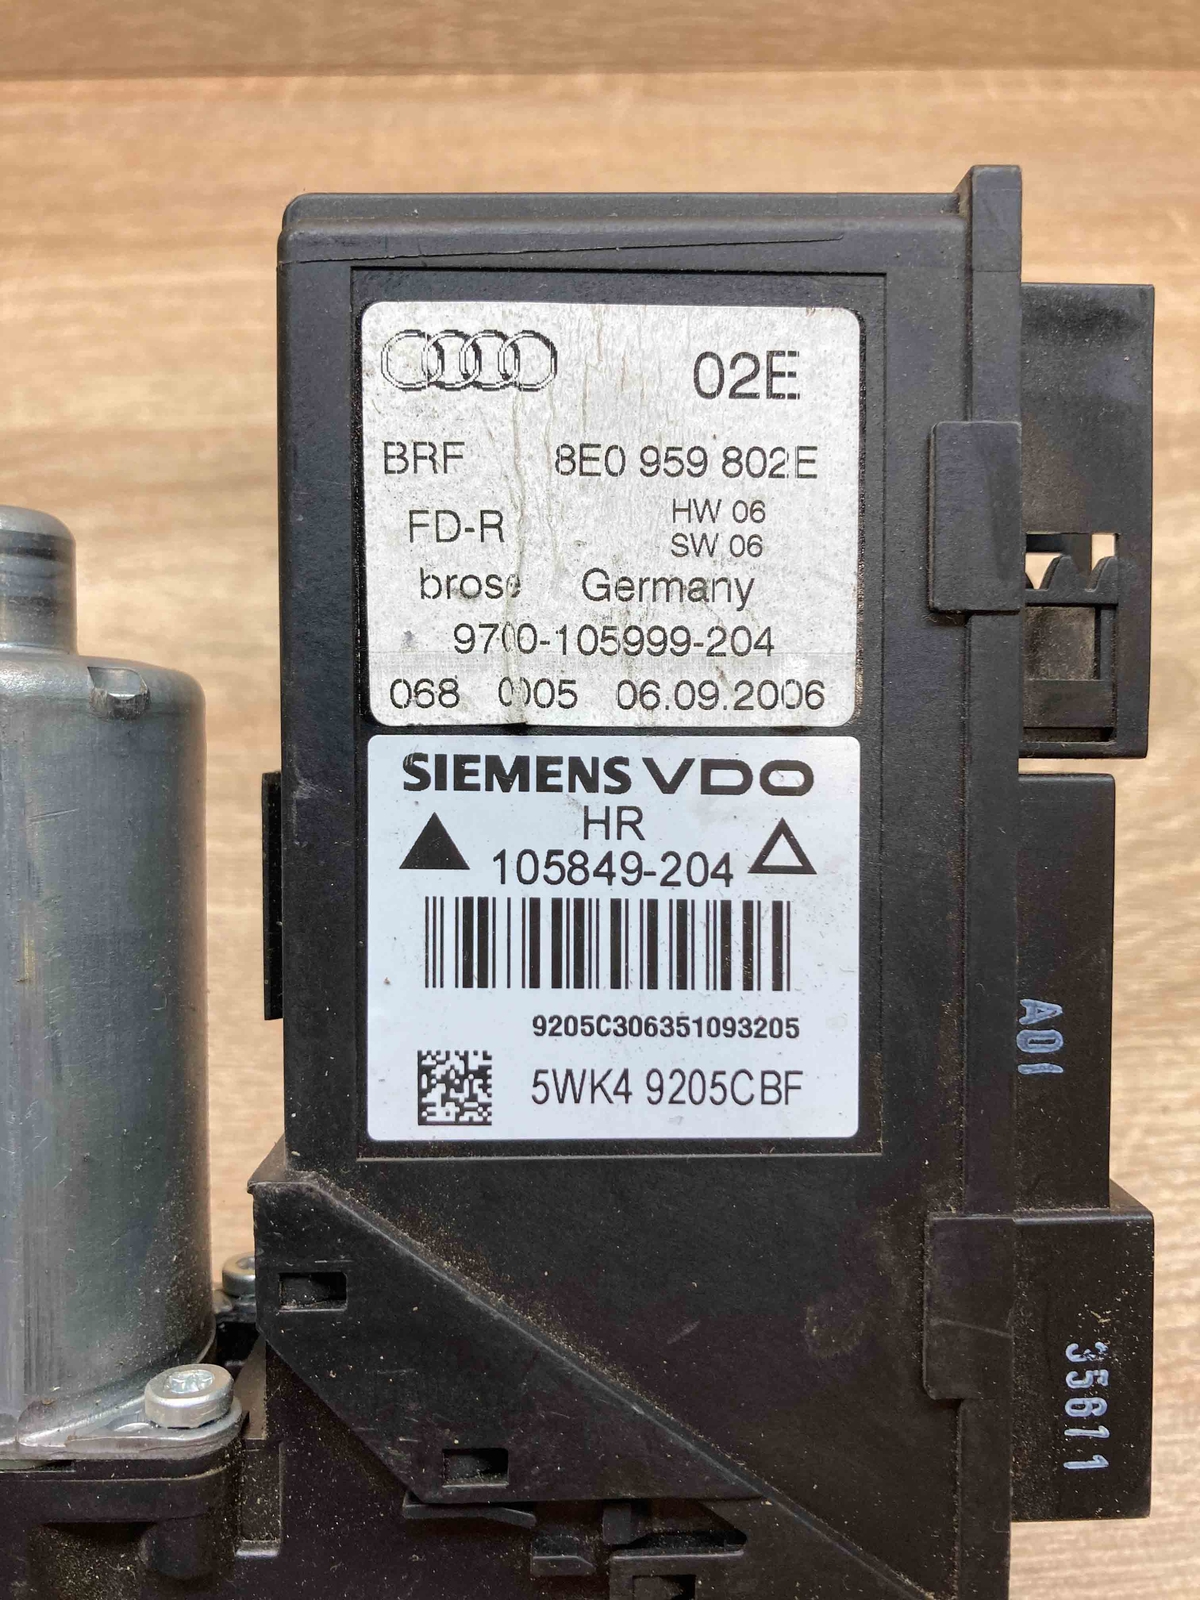 02E
BRF 8E0 959 802E
FD-R HW 06
SW 06
brose Germany
9700-105999-204
068 0005 06.09.2006
SIEMENS VDO
HR
105849-204
9205C306351093205
5WK4 9205CBF
A01
35611